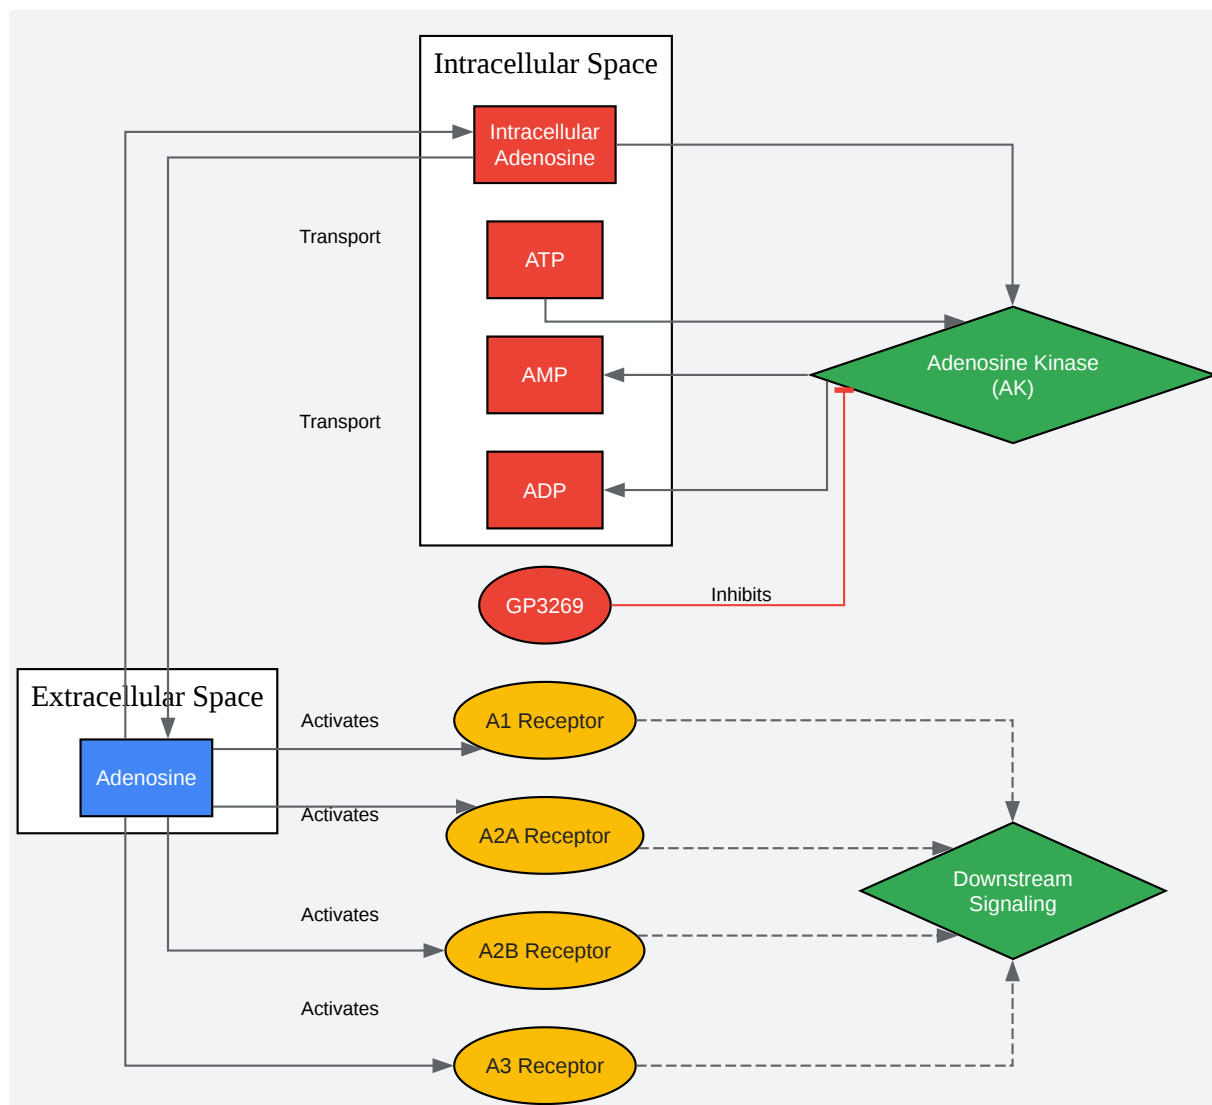 Intracellular Space
Intracellular
Adenosine
Transport
ATP
Adenosine Kinase
(AK)
AMP
Transport
ADP
GP3269
Inhibits
Extracellular Space
Activates
A1 Receptor
Adenosine
Activates
A2A Receptor
Downstream
Signaling
Activates
A2B Receptor
Activates
A3 Receptor